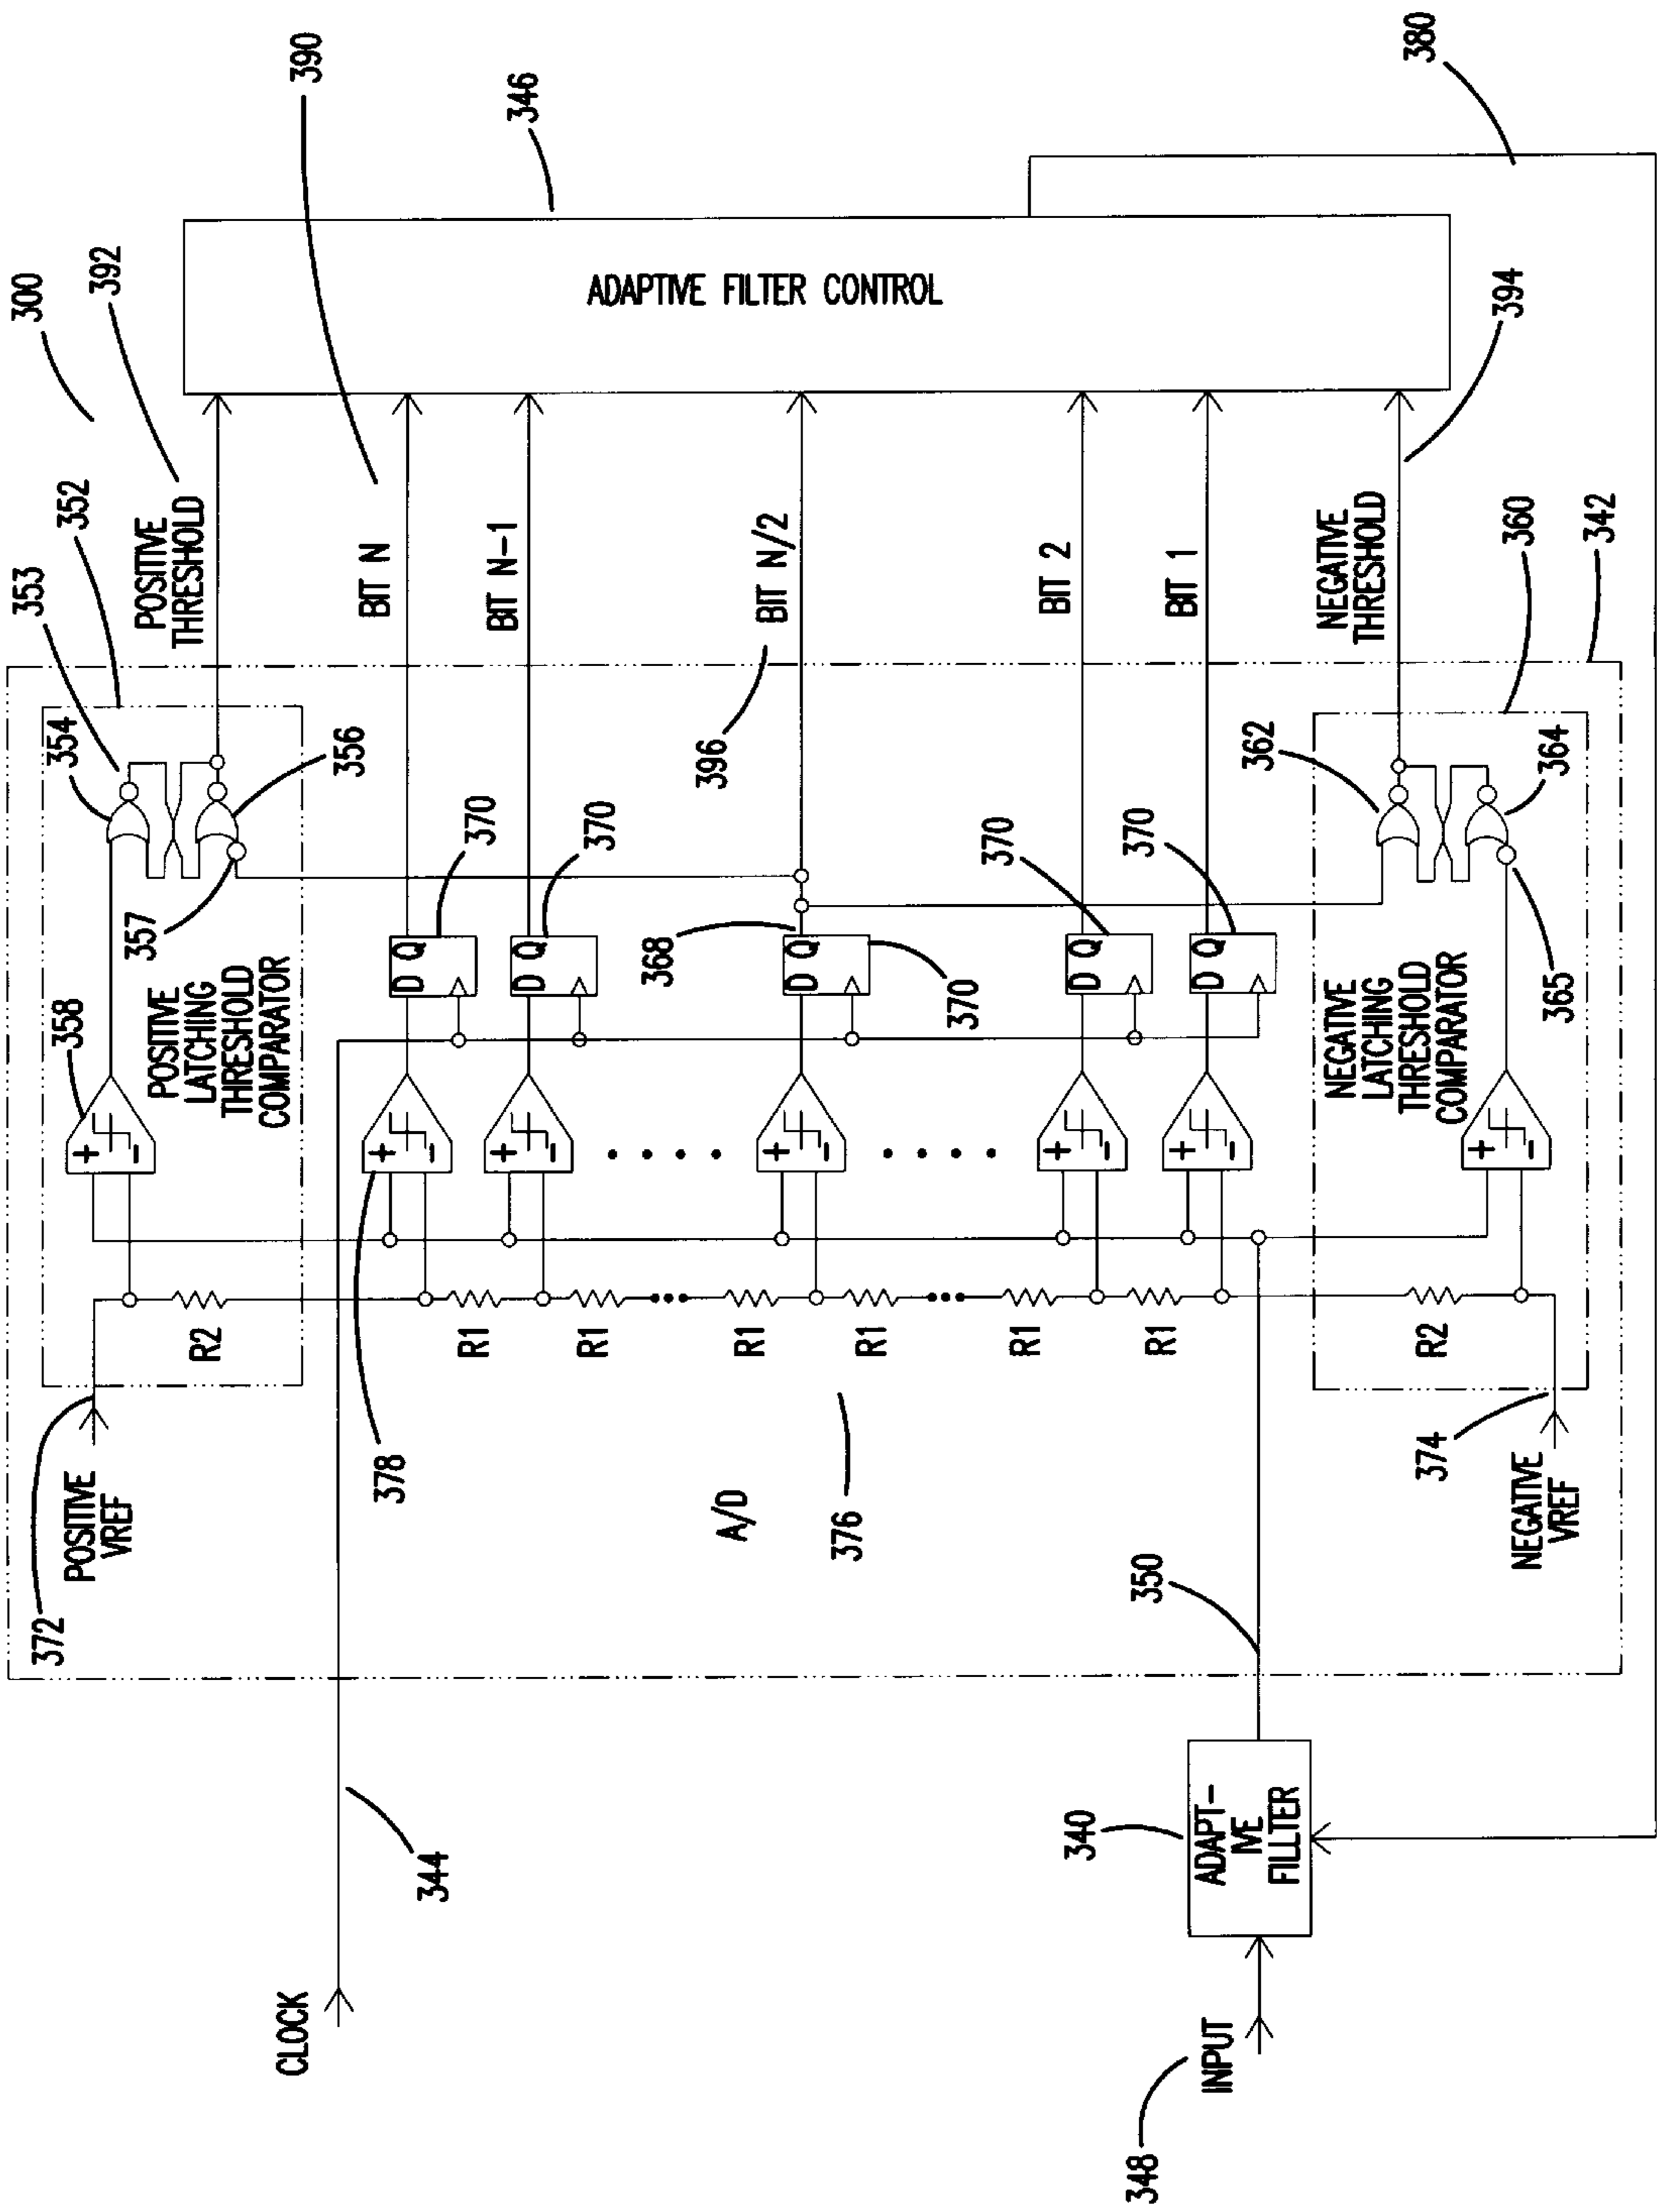 372
POSITIVE
VREF
358
354
353
300
392
POSITIVE
LATCHING
THRESHOLD
COMPARATOR
357
356
352
POSITIVE
THRESHOLD
R2
CLOCK
344
378
390
+
-
D Q
370
BIT N
R1
+
-
D Q
370
BIT N-1
346
R1
ADAPTIVE FILTER CONTROL
A/D
R1
368
396
+
-
D Q
370
BIT N/2
376
R1
R1
370
+
-
D Q
BIT 2
340
348
350
R1
370
+
-
D Q
BIT 1
INPUT
ADAPT-
IVE
FILLTER
362
NEGATIVE
LATCHING
THRESHOLD
COMPARATOR
NEGATIVE
THRESHOLD
380
R2
374
+
-
365
364
360
394
NEGATIVE
VREF
342
+
-